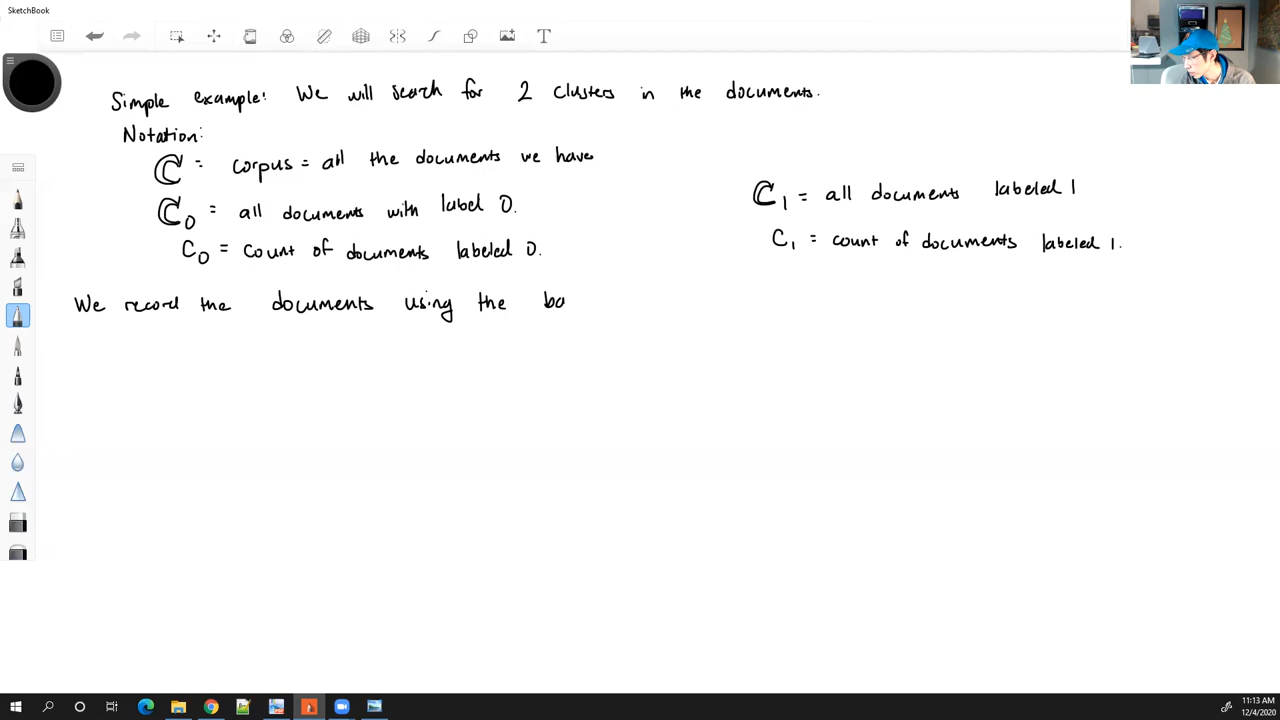 SketchBook
Simple example: We will search for 2 clusters in the documents.
Notation:
ℂ = corpus = all the documents we have
ℂ₀ = all documents with label 0.
C₀ = count of documents labeled 0.
ℂ₁ = all documents labeled 1
C₁ = count of documents labeled 1.
We record the documents using the bo
11:13 AM
12/4/2020